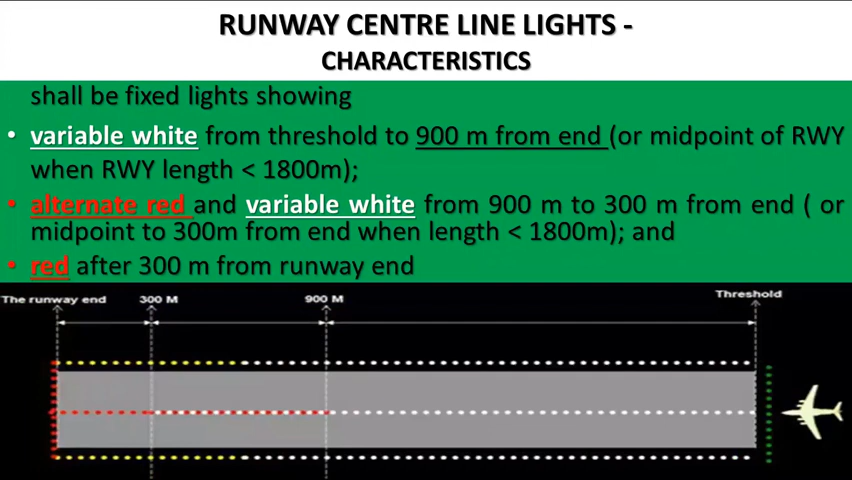 RUNWAY CENTRE LINE LIGHTS -
CHARACTERISTICS
shall be fixed lights showing
• variable white from threshold to 900 m from end (or midpoint of RWY
when RWY length < 1800m);
• alternate red and variable white from 900 m to 300 m from end ( or
midpoint to 300m from end when length < 1800m); and
• red after 300 m from runway end
The runway end 300 M 900 M Threshold